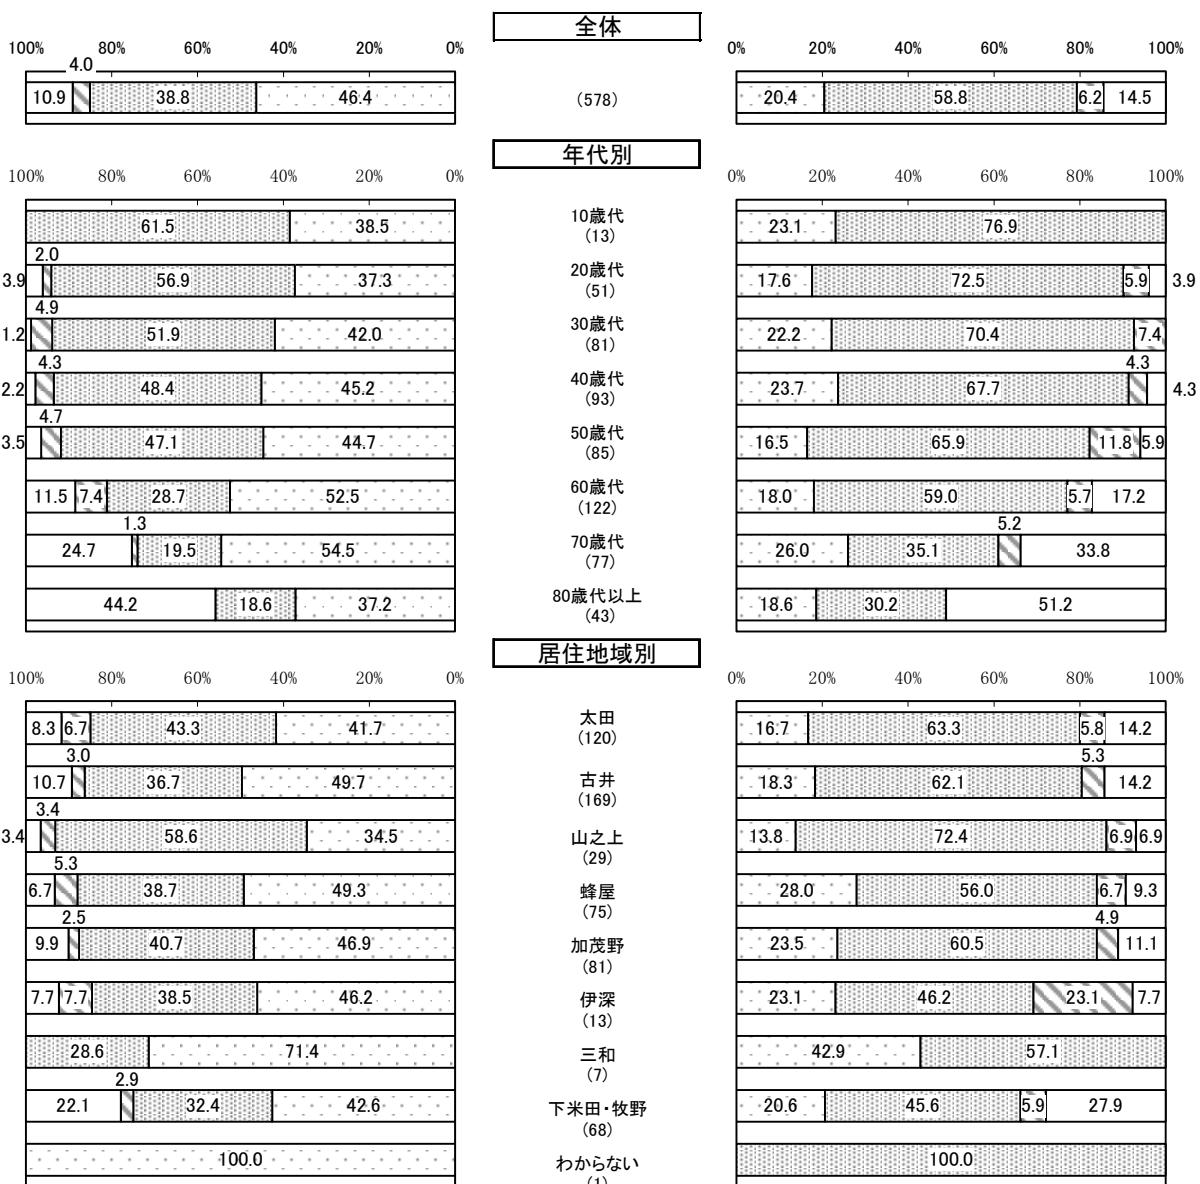 全体
100% 80% 60% 40% 20% 0% 0% 20% 40% 60% 80% 100%
4.0
10.9 38.8 46.4 (578) 20.4 58.8 6.2 14.5
年代別
100% 80% 60% 40% 20% 0% 0% 20% 40% 60% 80% 100%
10歳代
61.5 38.5 (13) 23.1 76.9
2.0
20歳代
3.9 56.9 37.3 (51) 17.6 72.5 5.9 3.9
4.9
30歳代
1.2 51.9 42.0 (81) 22.2 70.4 7.4
4.3 4.3
40歳代
2.2 48.4 45.2 (93) 23.7 67.7 4.3
4.7
50歳代
3.5 47.1 44.7 (85) 16.5 65.9 11.8 5.9
60歳代
11.5 7.4 28.7 52.5 (122) 18.0 59.0 5.7 17.2
1.3 5.2
70歳代
24.7 19.5 54.5 (77) 26.0 35.1 33.8
80歳代以上
44.2 18.6 37.2 (43) 18.6 30.2 51.2
居住地域別
100% 80% 60% 40% 20% 0% 0% 20% 40% 60% 80% 100%
太田
8.3 6.7 43.3 41.7 (120) 16.7 63.3 5.8 14.2
3.0 5.3
古井
10.7 36.7 49.7 (169) 18.3 62.1 14.2
3.4
山之上
3.4 58.6 34.5 (29) 13.8 72.4 6.9 6.9
5.3
蜂屋
6.7 38.7 49.3 (75) 28.0 56.0 6.7 9.3
2.5 4.9
加茂野
9.9 40.7 46.9 (81) 23.5 60.5 11.1
伊深
7.7 7.7 38.5 46.2 (13) 23.1 46.2 23.1 7.7
三和
28.6 71.4 (7) 42.9 57.1
2.9
下米田・牧野
22.1 32.4 42.6 (68) 20.6 45.6 5.9 27.9
わからない
100.0 (1) 100.0